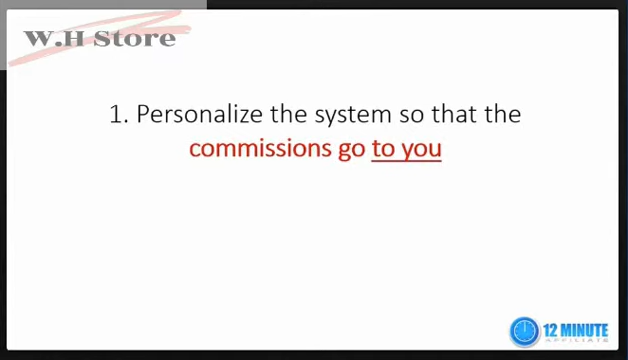 W.H Store
1. Personalize the system so that the
commissions go to you
12 MINUTE
AFFILIATE